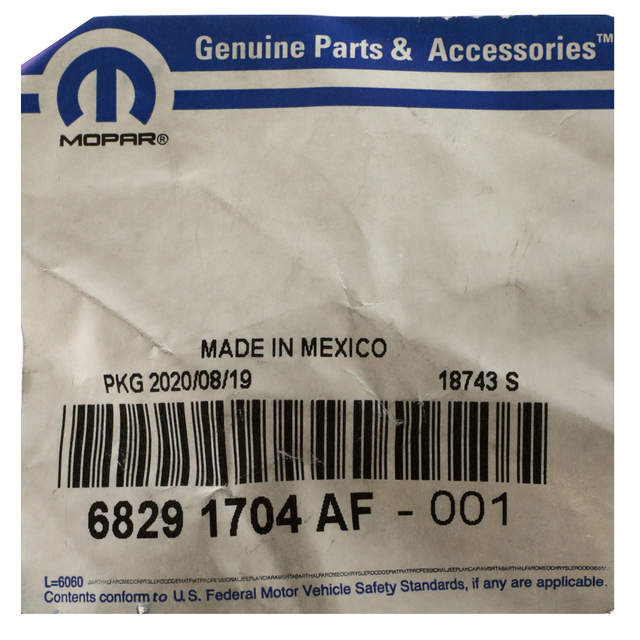 Genuine Parts & Accessories™
MOPAR®
MADE IN MEXICO
PKG 2020/08/19 18743 S
6829 1704 AF - 001
L=6060
Contents conform to U.S. Federal Motor Vehicle Safety Standards, if any are applicable.